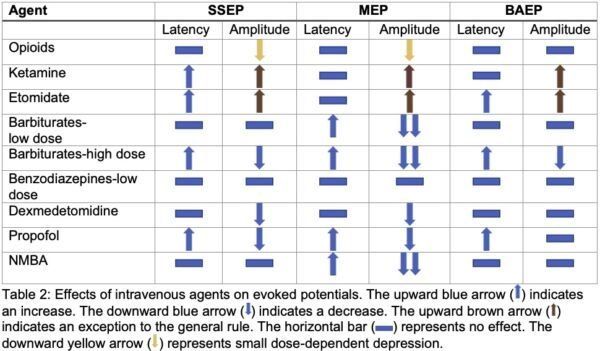 Agent SSEP MEP BAEP
Latency Amplitude Latency Amplitude Latency Amplitude
Opioids
Ketamine
Etomidate
Barbiturates-
low dose
Barbiturates-high dose
Benzodiazepines-low
dose
Dexmedetomidine
Propofol
NMBA
Table 2: Effects of intravenous agents on evoked potentials. The upward blue arrow (⬆) indicates
an increase. The downward blue arrow (⬇) indicates a decrease. The upward brown arrow (⬆)
indicates an exception to the general rule. The horizontal bar (▬) represents no effect. The
downward yellow arrow (⬇) represents small dose-dependent depression.